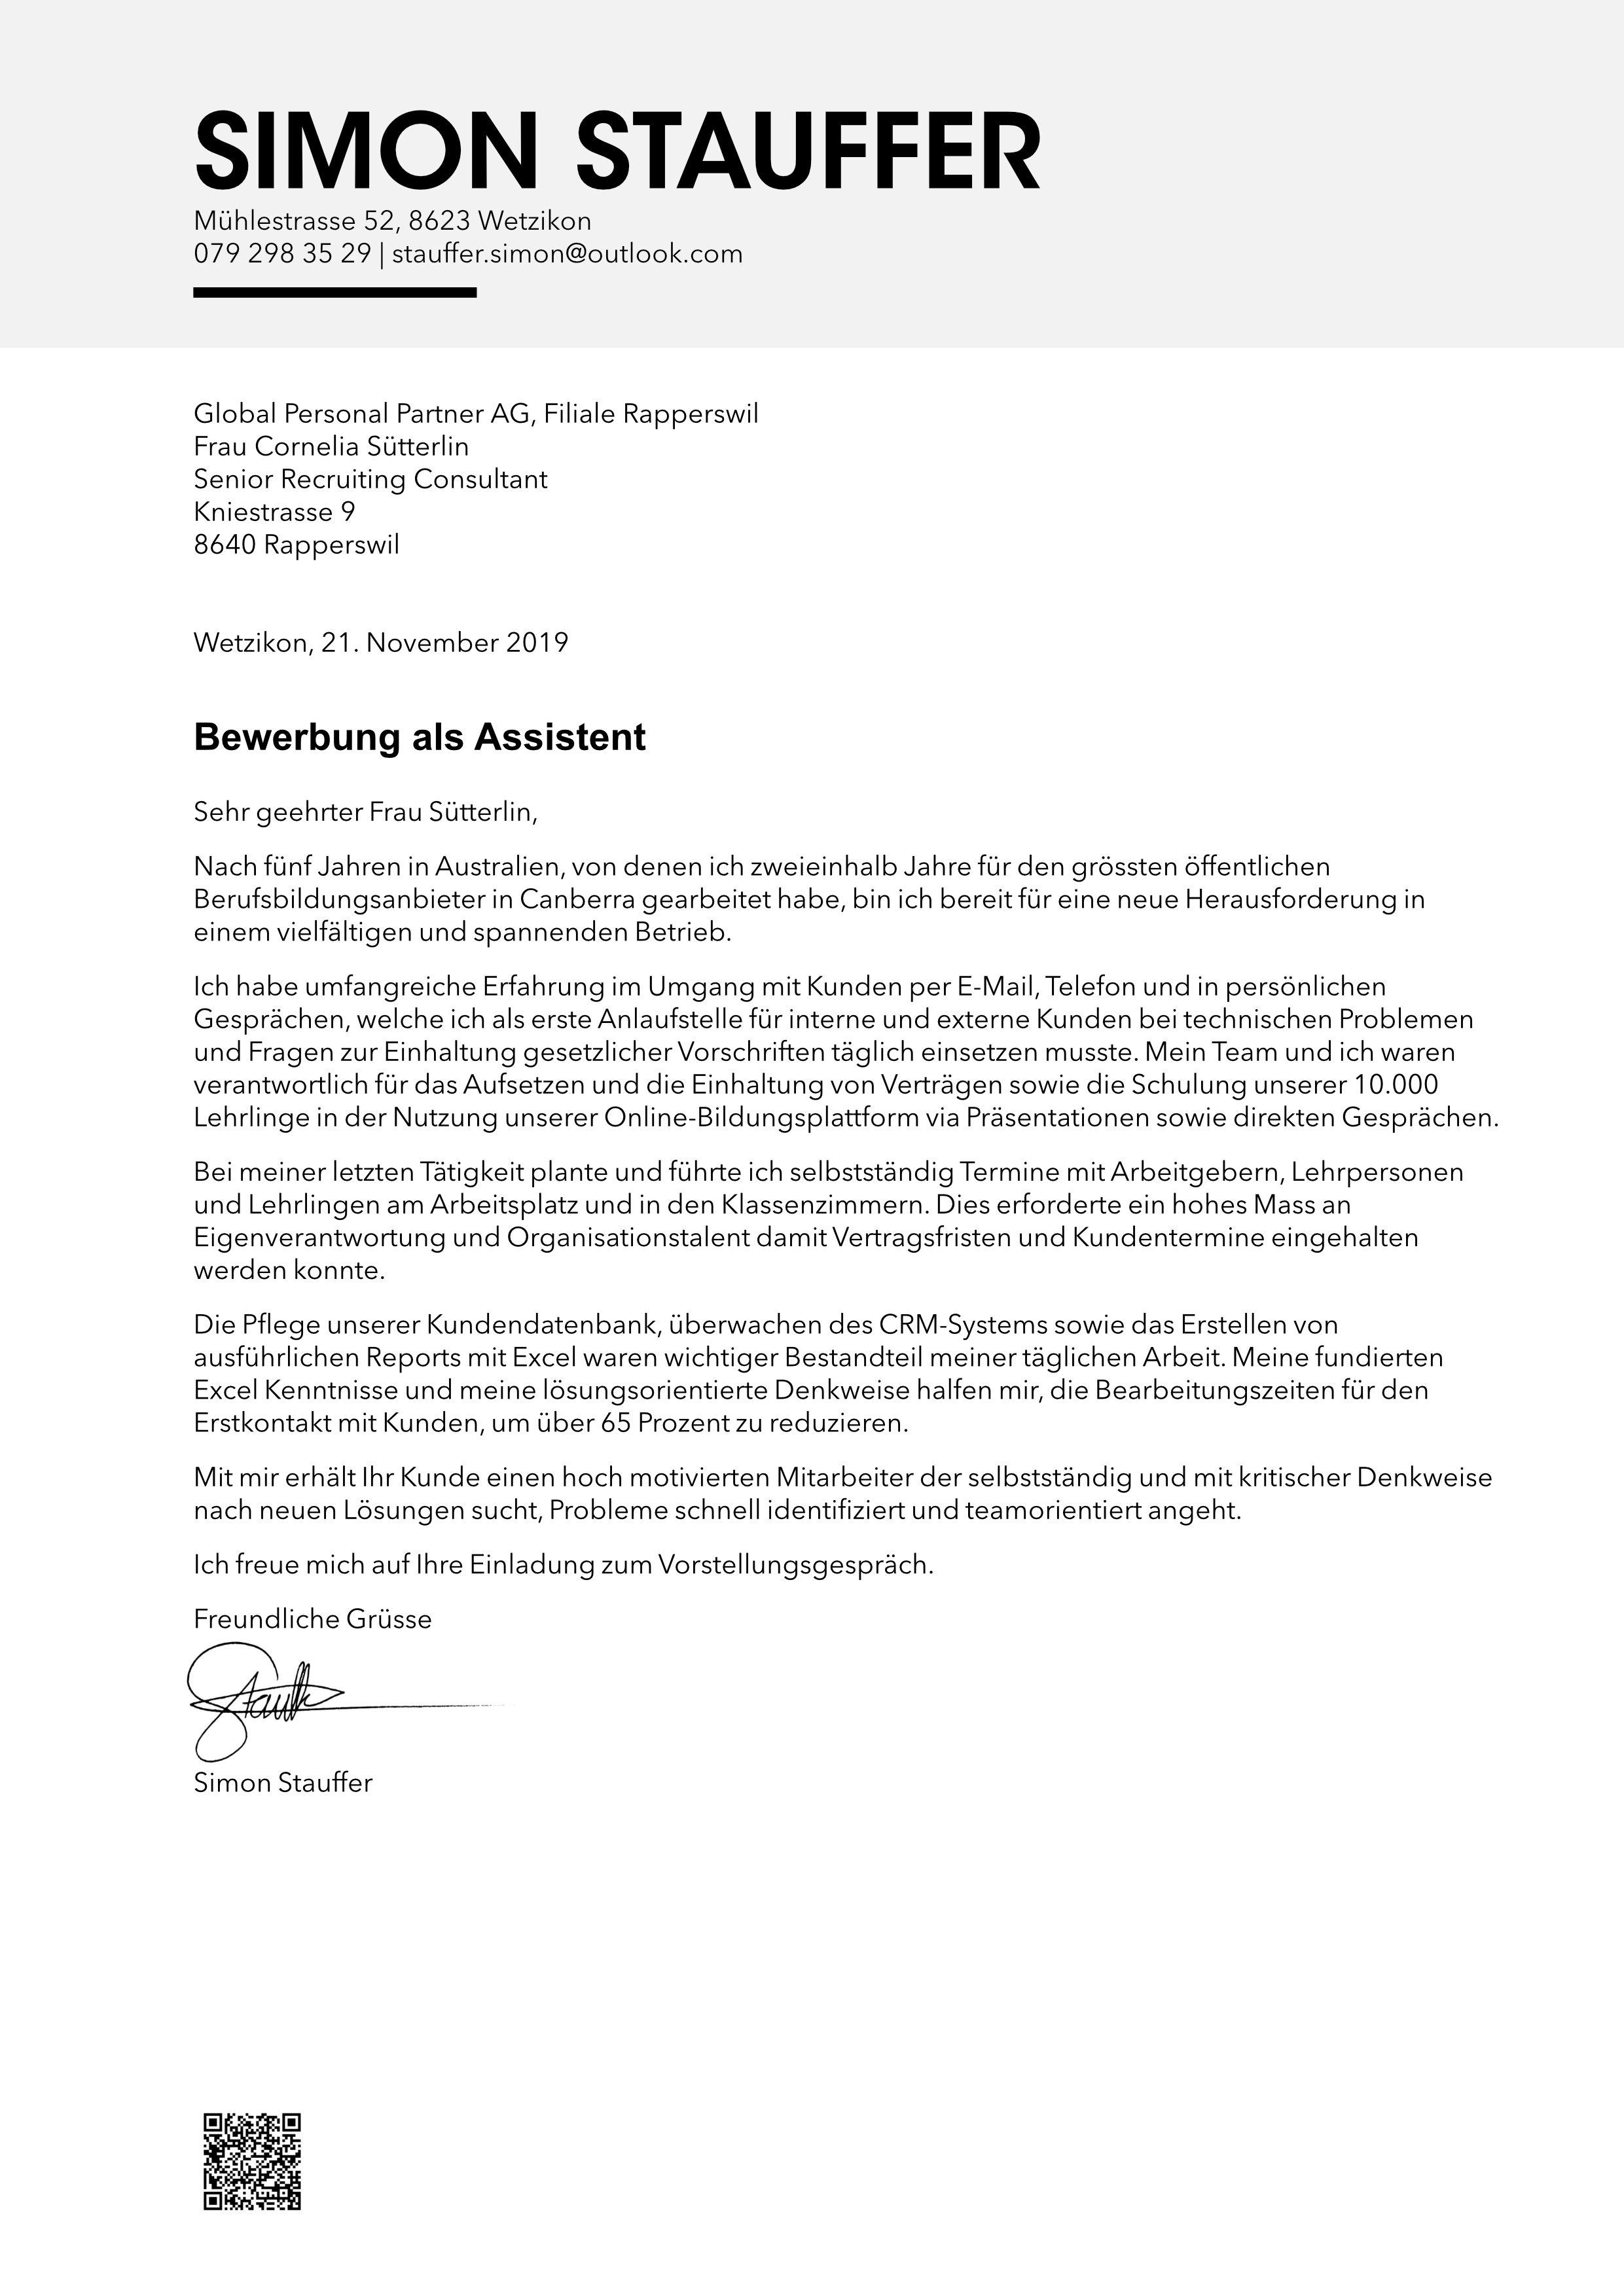 SIMON STAUFFER
Mühlestrasse 52, 8623 Wetzikon
079 298 35 29 | stauffer.simon@outlook.com
Global Personal Partner AG, Filiale Rapperswil
Frau Cornelia Sütterlin
Senior Recruiting Consultant
Kniestrasse 9
8640 Rapperswil
Wetzikon, 21. November 2019
Bewerbung als Assistent
Sehr geehrter Frau Sütterlin,
Nach fünf Jahren in Australien, von denen ich zweieinhalb Jahre für den grössten öffentlichen
Berufsbildungsanbieter in Canberra gearbeitet habe, bin ich bereit für eine neue Herausforderung in
einem vielfältigen und spannenden Betrieb.
Ich habe umfangreiche Erfahrung im Umgang mit Kunden per E-Mail, Telefon und in persönlichen
Gesprächen, welche ich als erste Anlaufstelle für interne und externe Kunden bei technischen Problemen
und Fragen zur Einhaltung gesetzlicher Vorschriften täglich einsetzen musste. Mein Team und ich waren
verantwortlich für das Aufsetzen und die Einhaltung von Verträgen sowie die Schulung unserer 10.000
Lehrlinge in der Nutzung unserer Online-Bildungsplattform via Präsentationen sowie direkten Gesprächen.
Bei meiner letzten Tätigkeit plante und führte ich selbstständig Termine mit Arbeitgebern, Lehrpersonen
und Lehrlingen am Arbeitsplatz und in den Klassenzimmern. Dies erforderte ein hohes Mass an
Eigenverantwortung und Organisationstalent damit Vertragsfristen und Kundentermine eingehalten
werden konnte.
Die Pflege unserer Kundendatenbank, überwachen des CRM-Systems sowie das Erstellen von
ausführlichen Reports mit Excel waren wichtiger Bestandteil meiner täglichen Arbeit. Meine fundierten
Excel Kenntnisse und meine lösungsorientierte Denkweise halfen mir, die Bearbeitungszeiten für den
Erstkontakt mit Kunden, um über 65 Prozent zu reduzieren.
Mit mir erhält Ihr Kunde einen hoch motivierten Mitarbeiter der selbstständig und mit kritischer Denkweise
nach neuen Lösungen sucht, Probleme schnell identifiziert und teamorientiert angeht.
Ich freue mich auf Ihre Einladung zum Vorstellungsgespräch.
Freundliche Grüsse
Simon Stauffer